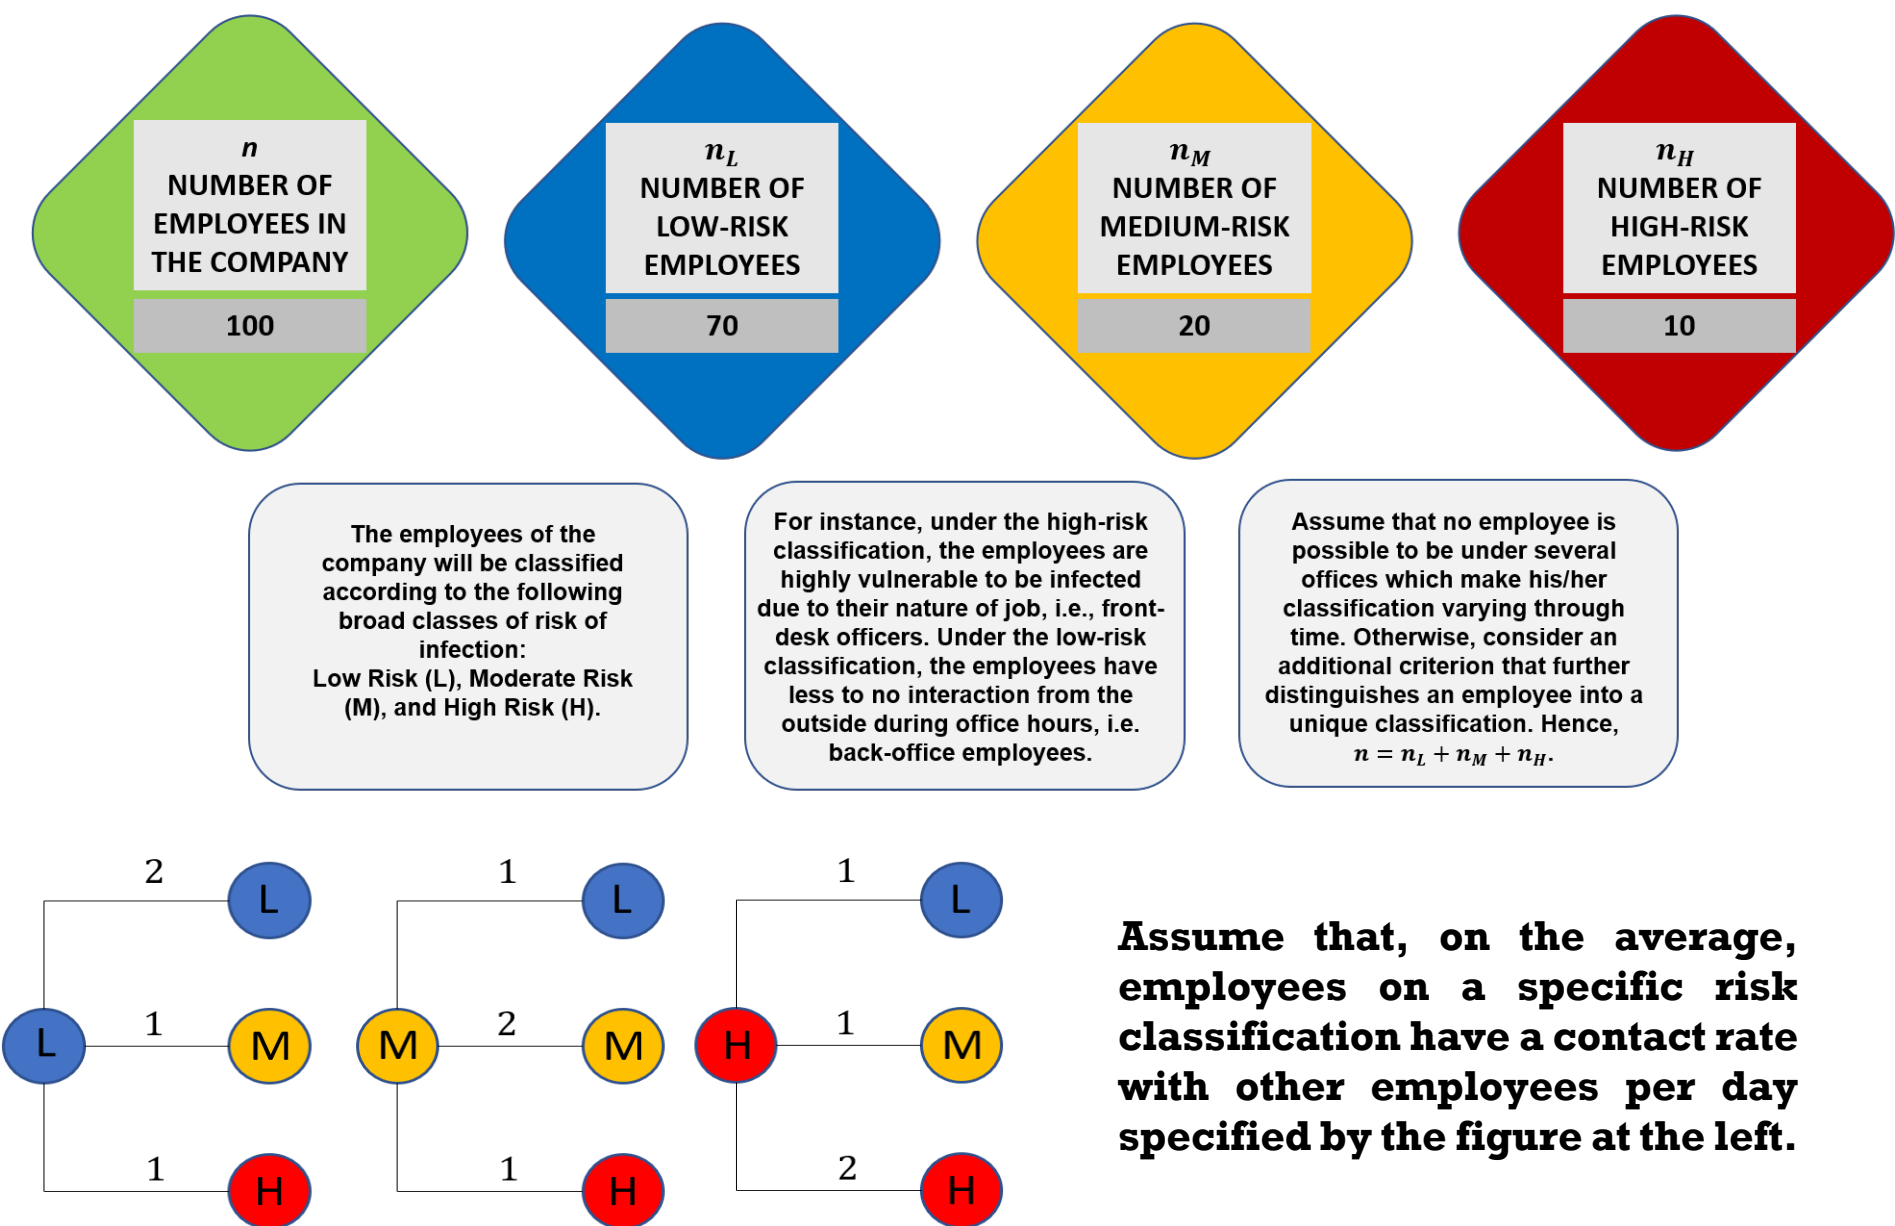 n
NUMBER OF
EMPLOYEES IN
THE COMPANY
100
n_L
NUMBER OF
LOW-RISK
EMPLOYEES
70
n_M
NUMBER OF
MEDIUM-RISK
EMPLOYEES
20
n_H
NUMBER OF
HIGH-RISK
EMPLOYEES
10
The employees of the
company will be classified
according to the following
broad classes of risk of
infection:
Low Risk (L), Moderate Risk
(M), and High Risk (H).
For instance, under the high-risk
classification, the employees are
highly vulnerable to be infected
due to their nature of job, i.e., front-
desk officers. Under the low-risk
classification, the employees have
less to no interaction from the
outside during office hours, i.e.
back-office employees.
Assume that no employee is
possible to be under several
offices which make his/her
classification varying through
time. Otherwise, consider an
additional criterion that further
distinguishes an employee into a
unique classification. Hence,
n = n_L + n_M + n_H.
L
2
L
1
M
1
H
M
1
L
2
M
1
H
H
1
L
1
M
2
H
Assume that, on the average,
employees on a specific risk
classification have a contact rate
with other employees per day
specified by the figure at the left.